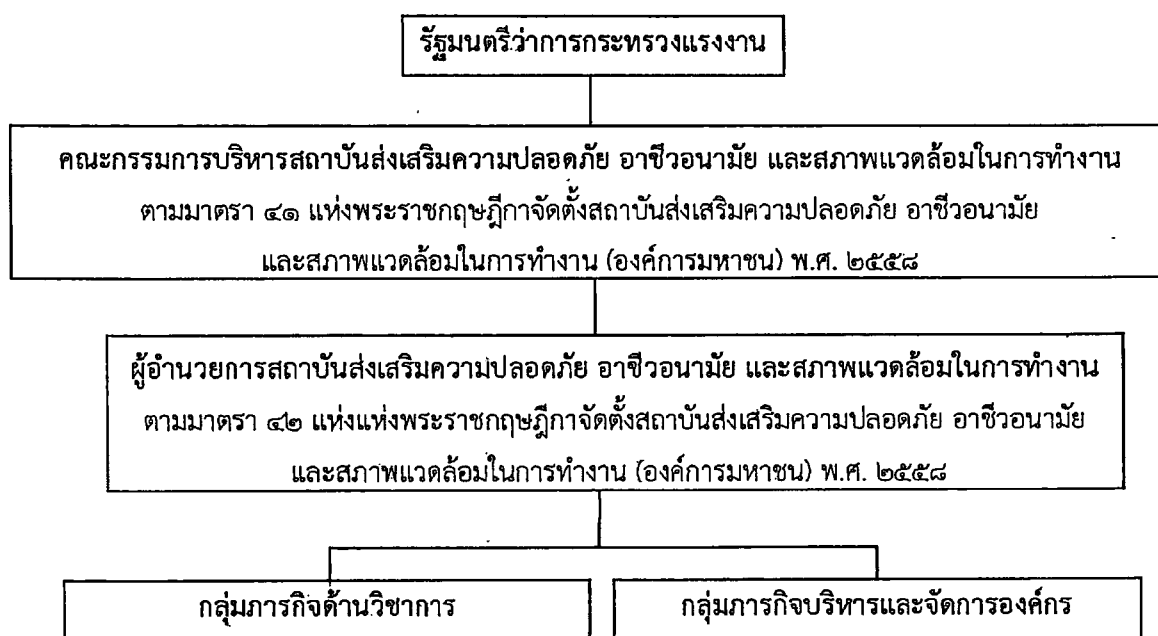 รัฐมนตรีว่าการกระทรวงแรงงาน
คณะกรรมการบริหารสถาบันส่งเสริมความปลอดภัย อาชีวอนามัย และสภาพแวดล้อมในการทำงาน
ตามมาตรา ๔๑ แห่งพระราชกฤษฎีกาจัดตั้งสถาบันส่งเสริมความปลอดภัย อาชีวอนามัย
และสภาพแวดล้อมในการทำงาน (องค์การมหาชน) พ.ศ. ๒๕๕๘
ผู้อำนวยการสถาบันส่งเสริมความปลอดภัย อาชีวอนามัย และสภาพแวดล้อมในการทำงาน
ตามมาตรา ๔๒ แห่งแห่งพระราชกฤษฎีกาจัดตั้งสถาบันส่งเสริมความปลอดภัย อาชีวอนามัย
และสภาพแวดล้อมในการทำงาน (องค์การมหาชน) พ.ศ. ๒๕๕๘
กลุ่มภารกิจด้านวิชาการ
กลุ่มภารกิจบริหารและจัดการองค์กร